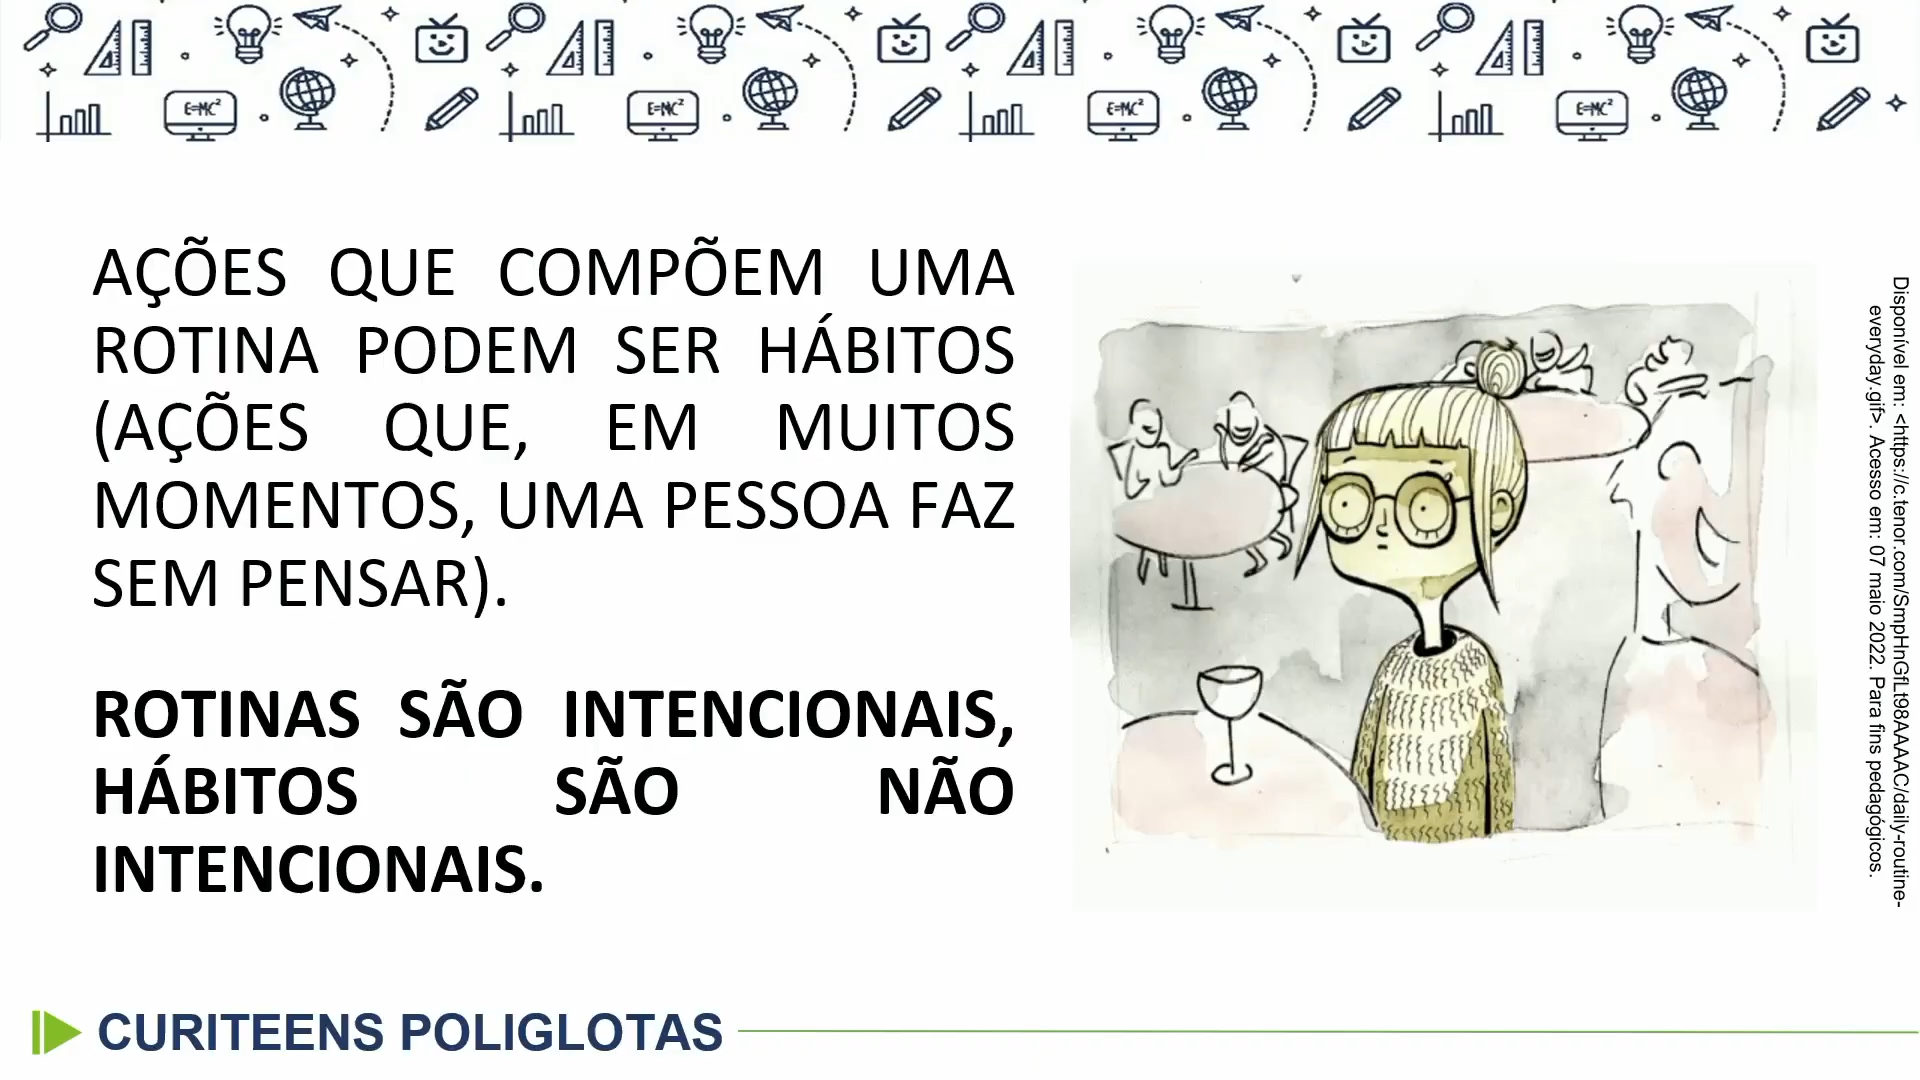 E=MC²
E=MC²
E=MC²
E=MC²
AÇÕES QUE COMPÕEM UMA
ROTINA PODEM SER HÁBITOS
(AÇÕES QUE, EM MUITOS
MOMENTOS, UMA PESSOA FAZ
SEM PENSAR).
ROTINAS SÃO INTENCIONAIS,
HÁBITOS SÃO NÃO
INTENCIONAIS.
Disponível em: <https://c.tenor.com/SmpHnGfLt98AAAAC/daily-routine-
everyday.gif>. Acesso em: 07 maio 2022. Para fins pedagógicos.
CURITEENS POLIGLOTAS